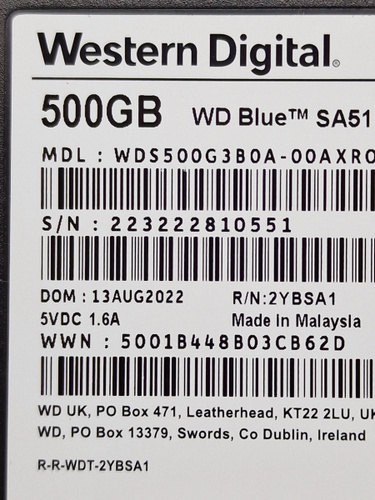 Western Digital®
500GB WD Blue™ SA51
MDL : WDS500G3B0A-00AXR0
S/N : 223222810551
DOM : 13AUG2022 R/N:2YBSA1
5VDC 1.6A Made in Malaysia
WWN : 5001B448B03CB62D
WD UK, PO Box 471, Leatherhead, KT22 2LU, UK
WD, PO Box 13379, Swords, Co Dublin, Ireland
R-R-WDT-2YBSA1